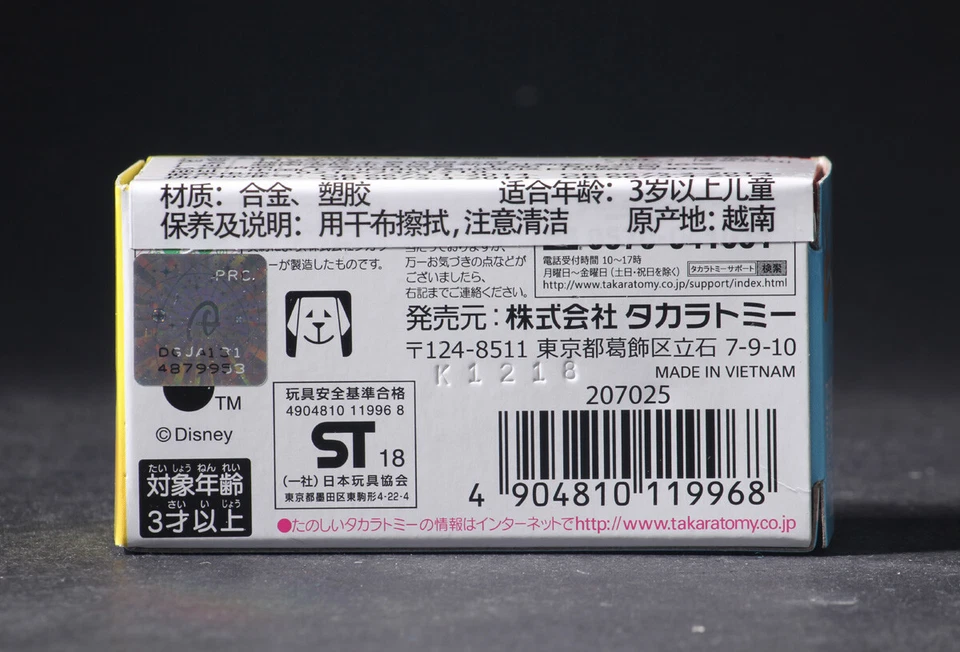 材质：合金、塑胶 适合年龄：3岁以上儿童
保养及说明：用干布擦拭，注意清洁 原产地：越南
ーが製造したものです。
万一お気づきの点などが
ございましたら、
右記までご連絡ください。
電話受付時間 10〜17時
月曜日〜金曜日（土・日・祝日を除く）
タカラトミーサポート 検索
http://www.takaratomy.co.jp/support/index.html
PRC.
DGJA131
4879953
発売元：株式会社 タカラトミー
〒124-8511 東京都葛飾区立石 7-9-10
K1218
MADE IN VIETNAM
TM
©Disney
玩具安全基準合格
4904810 11996 8
ST 18
(一社)日本玩具協会
東京都墨田区東駒形4-22-4
207025
4 904810 119968
たい しょう ねん れい
対象年齢
さい い じょう
3才以上
●たのしいタカラトミーの情報はインターネットでhttp://www.takaratomy.co.jp